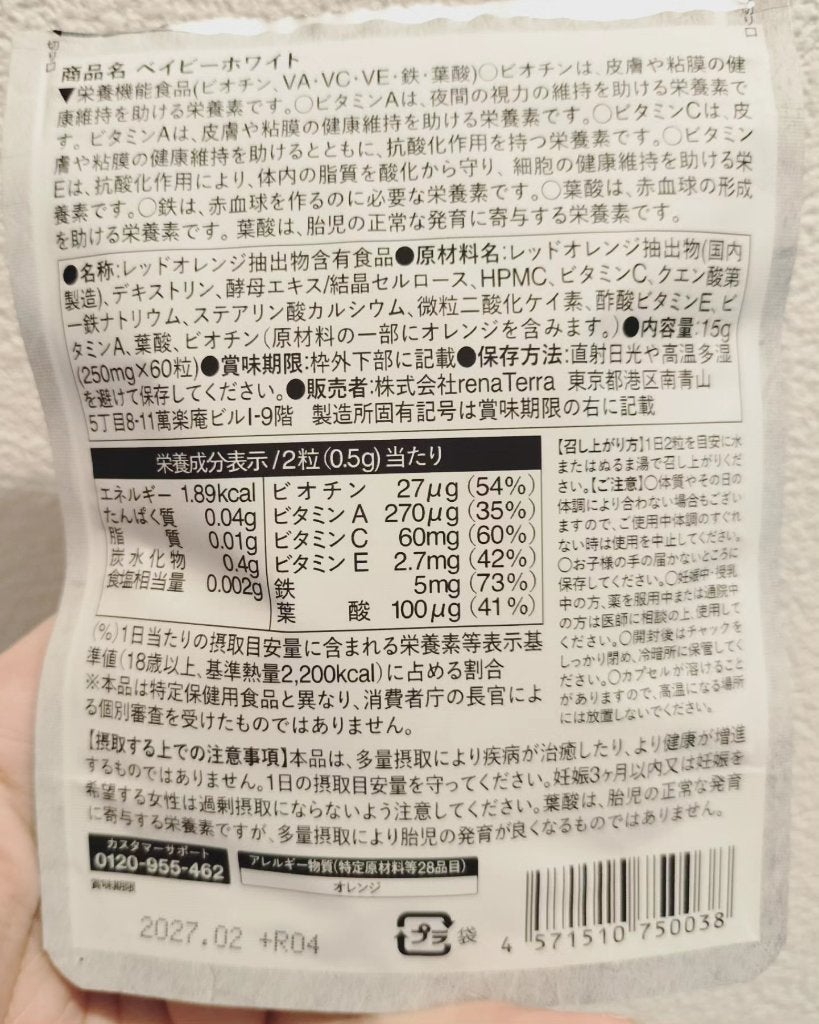 切り口
切り口
商品名 ベイビーホワイト
▼栄養機能食品(ビオチン、VA・VC・VE・鉄・葉酸)○ビオチンは、皮膚や粘膜の健
康維持を助ける栄養素です。○ビタミンAは、夜間の視力の維持を助ける栄養素で
す。ビタミンAは、皮膚や粘膜の健康維持を助ける栄養素です。○ビタミンCは、皮
膚や粘膜の健康維持を助けるとともに、抗酸化作用を持つ栄養素です。○ビタミン
Eは、抗酸化作用により、体内の脂質を酸化から守り、細胞の健康維持を助ける栄
養素です。○鉄は、赤血球を作るのに必要な栄養素です。○葉酸は、赤血球の形成
を助ける栄養素です。葉酸は、胎児の正常な発育に寄与する栄養素です。
●名称:レッドオレンジ抽出物含有食品●原材料名:レッドオレンジ抽出物(国内
製造)、デキストリン、酵母エキス/結晶セルロース、HPMC、ビタミンC、クエン酸第
一鉄ナトリウム、ステアリン酸カルシウム、微粒二酸化ケイ素、酢酸ビタミンE、ビ
タミンA、葉酸、ビオチン(原材料の一部にオレンジを含みます。)●内容量:15g
(250mg×60粒)●賞味期限:枠外下部に記載●保存方法:直射日光や高温多湿
を避けて保存してください。●販売者:株式会社renaTerra 東京都港区南青山
5丁目8-11萬楽庵ビルI-9階 製造所固有記号は賞味期限の右に記載
栄養成分表示/2粒(0.5g)当たり
エネルギー 1.89kcal
たんぱく質 0.04g
脂質 0.01g
炭水化物 0.4g
食塩相当量 0.002g
ビオチン 27μg(54%)
ビタミンA 270μg(35%)
ビタミンC 60mg(60%)
ビタミンE 2.7mg(42%)
鉄 5mg(73%)
葉酸 100μg(41%)
(%)1日当たりの摂取目安量に含まれる栄養素等表示基
準値(18歳以上、基準熱量2,200kcal)に占める割合
※本品は特定保健用食品と異なり、消費者庁の長官によ
る個別審査を受けたものではありません。
【召し上がり方】1日2粒を目安に水
またはぬるま湯で召し上がりくだ
さい。【ご注意】○体質やその日の
体調により合わない場合もござい
ますので、ご使用中体調のすぐれ
ない時は使用を中止してください。
○お子様の手の届かないところに
保存してください。○妊娠中・授乳
中の方、薬を服用中または通院中
の方は医師に相談の上、使用して
ください。○開封後はチャックを
しっかり閉め、冷暗所に保管してく
ださい。○カプセルが溶けること
がありますので、高温になる場所
には放置しないでください。
【摂取する上での注意事項】本品は、多量摂取により疾病が治癒したり、より健康が増進
するものではありません。1日の摂取目安量を守ってください。妊娠3ヶ月以内又は妊娠を
希望する女性は過剰摂取にならないよう注意してください。葉酸は、胎児の正常な発育
に寄与する栄養素ですが、多量摂取により胎児の発育が良くなるものではありません。
カスタマーサポート
0120-955-462
アレルギー物質(特定原材料等28品目)
オレンジ
賞味期限
2027.02 +R04
プラ 袋
4 571510 750038